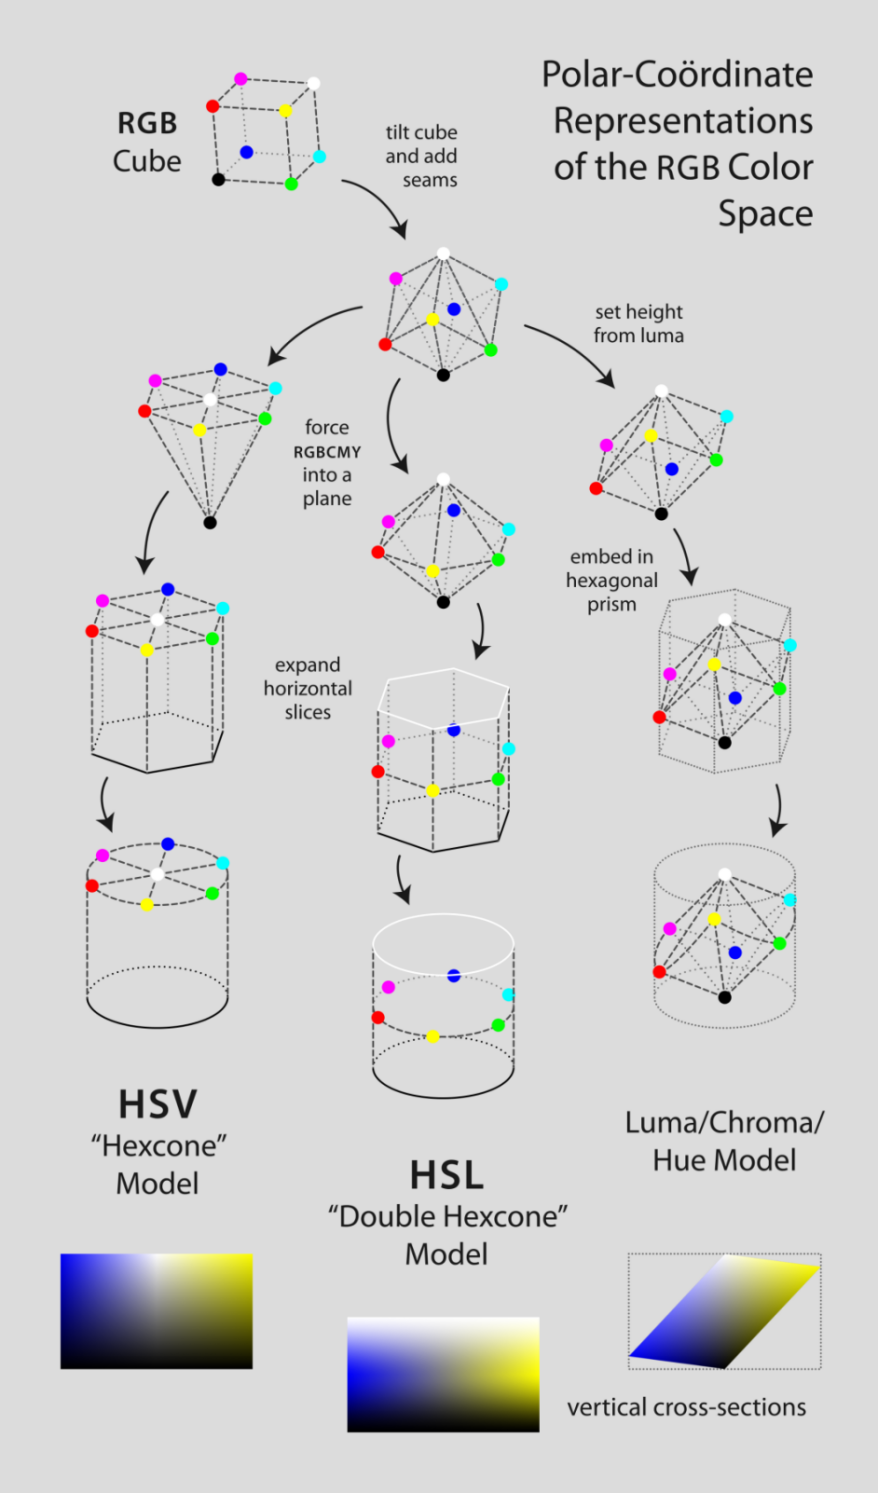 Polar-Coördinate
Representations
of the RGB Color
Space
RGB
Cube
tilt cube
and add
seams
set height
from luma
force
RGBCMY
into a
plane
embed in
hexagonal
prism
expand
horizontal
slices
HSV
“Hexcone”
Model
HSL
“Double Hexcone”
Model
Luma/Chroma/
Hue Model
vertical cross-sections